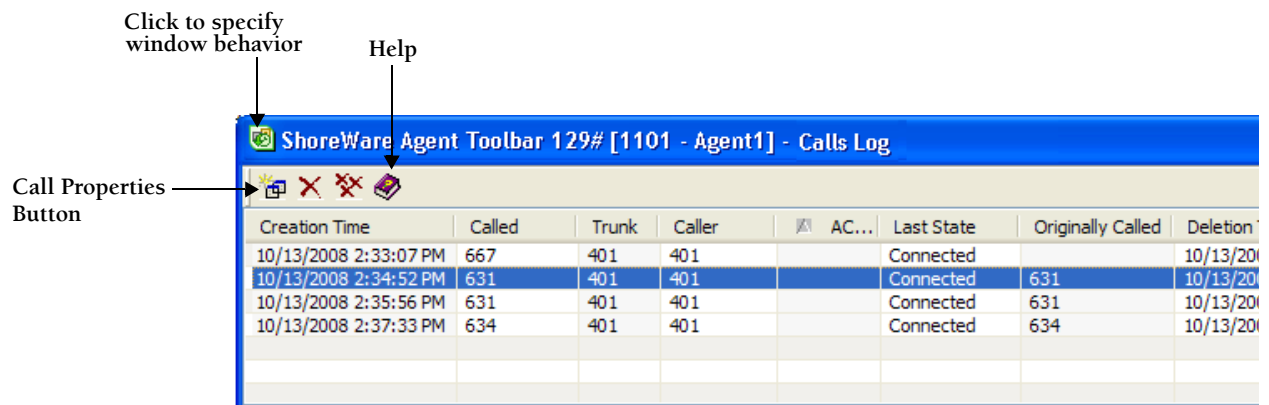 Click to specify
window behavior
Help
ShoreWare Agent Toolbar 129# [1101 - Agent1] - Calls Log
Call Properties
Button
Creation Time Called Trunk Caller AC... Last State Originally Called Deletion
10/13/2008 2:33:07 PM 667 401 401 Connected 10/13/200
10/13/2008 2:34:52 PM 631 401 401 Connected 631 10/13/200
10/13/2008 2:35:56 PM 631 401 401 Connected 631 10/13/200
10/13/2008 2:37:33 PM 634 401 401 Connected 634 10/13/200